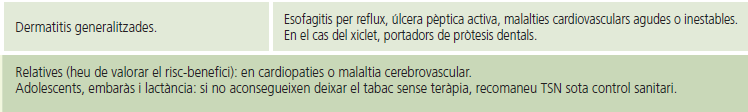 Dermatitis generalitzades.
Esofagitis per reflux, úlcera pèptica activa, malalties cardiovasculars agudes o inestables.
En el cas del xiclet, portadors de pròtesis dentals.
Relatives (heu de valorar el risc-benefici): en cardiopaties o malaltia cerebrovascular.
Adolescents, embaràs i lactància: si no aconsegueixen deixar el tabac sense teràpia, recomaneu TSN sota control sanitari.